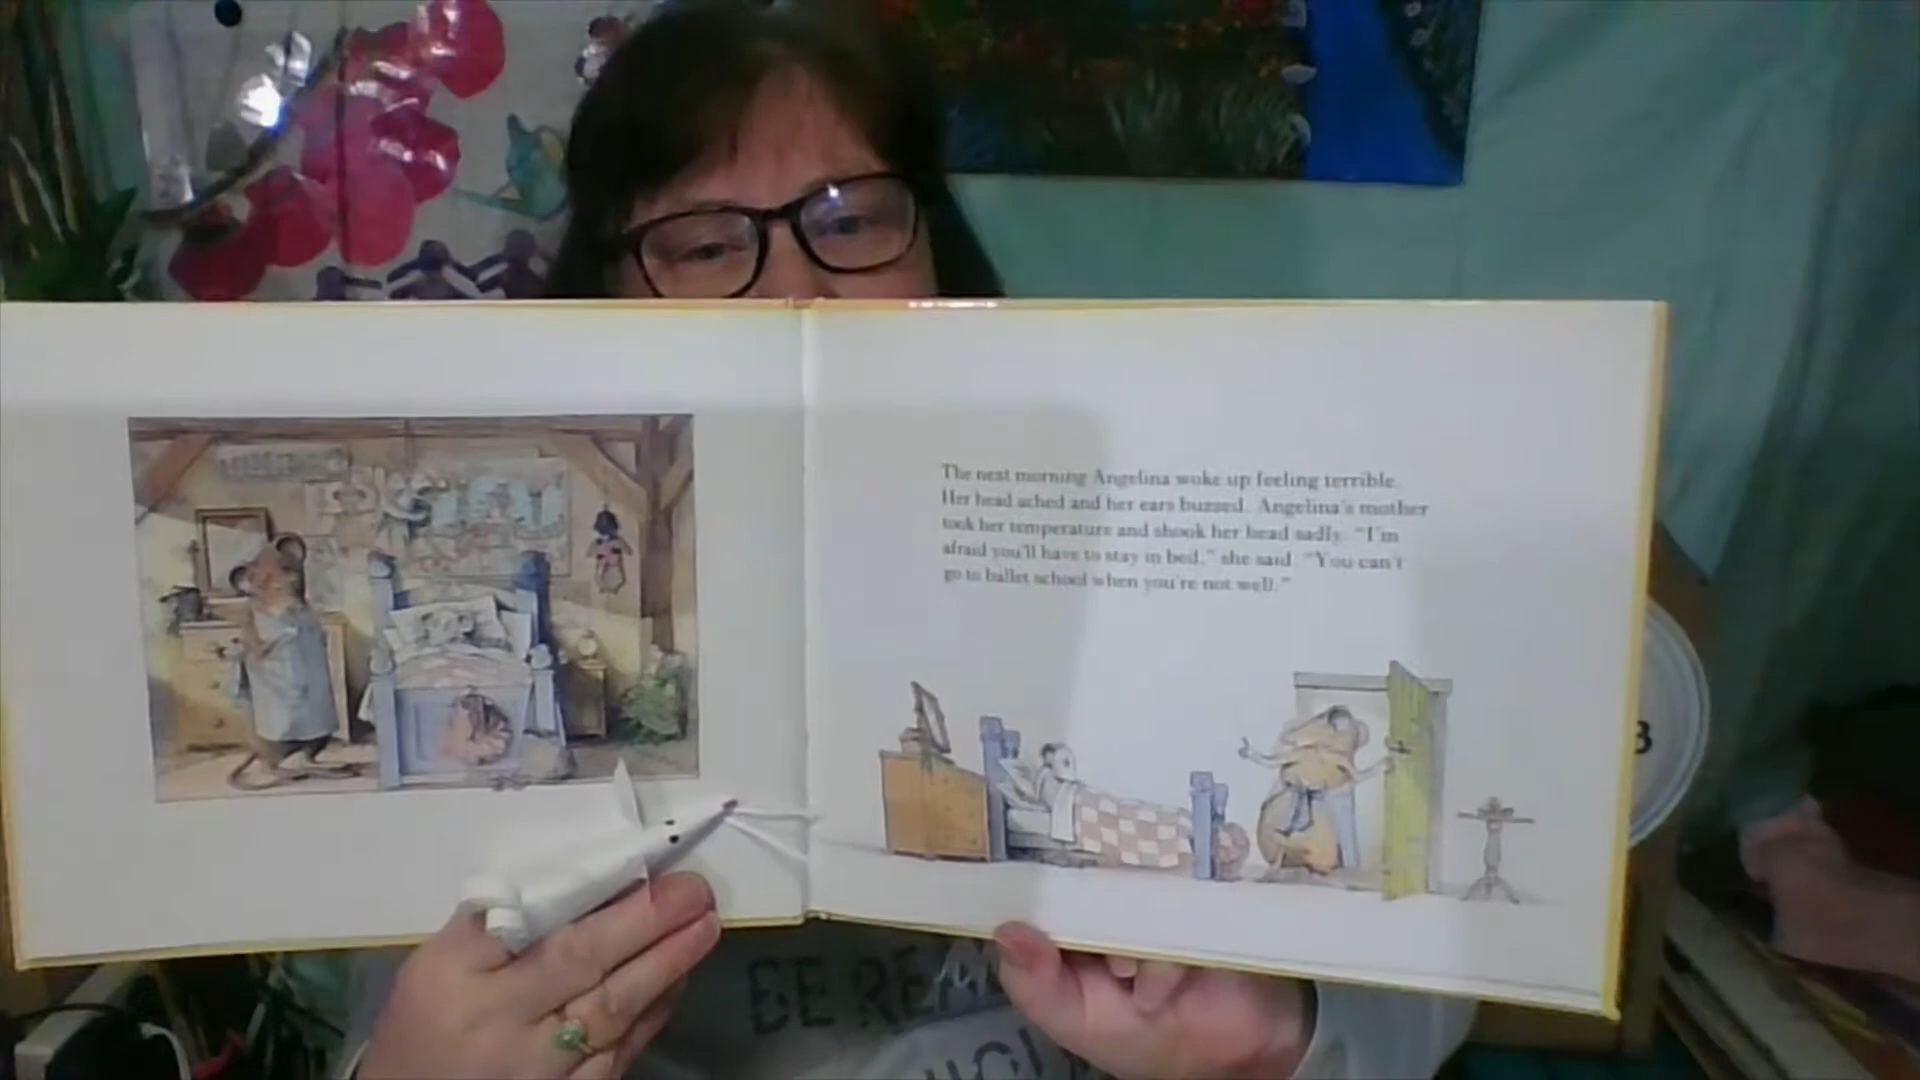 The next morning Angelina woke up feeling terrible.
Her head ached and her ears buzzed. Angelina's mother
took her temperature and shook her head sadly. "I'm
afraid you'll have to stay in bed," she said. "You can't
go to ballet school when you're not well."
BE REAL